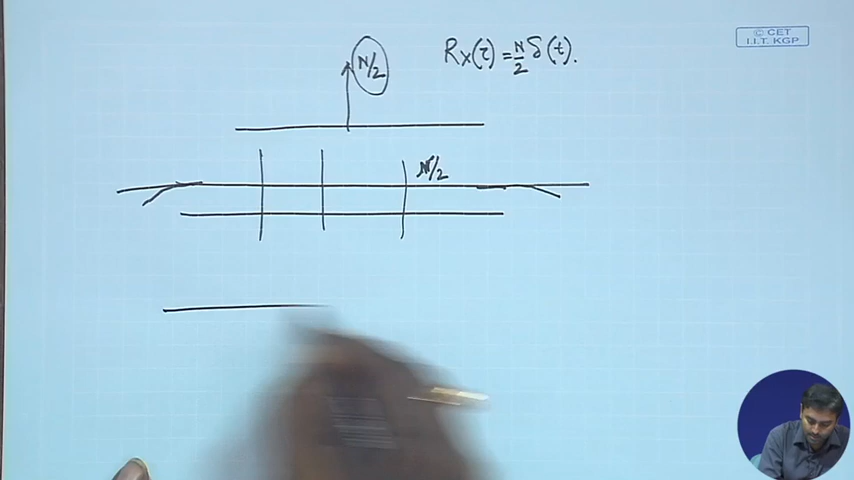 © CET
I.I.T. KGP
N/2
Rx(τ) = N/2 δ(t).
N/2